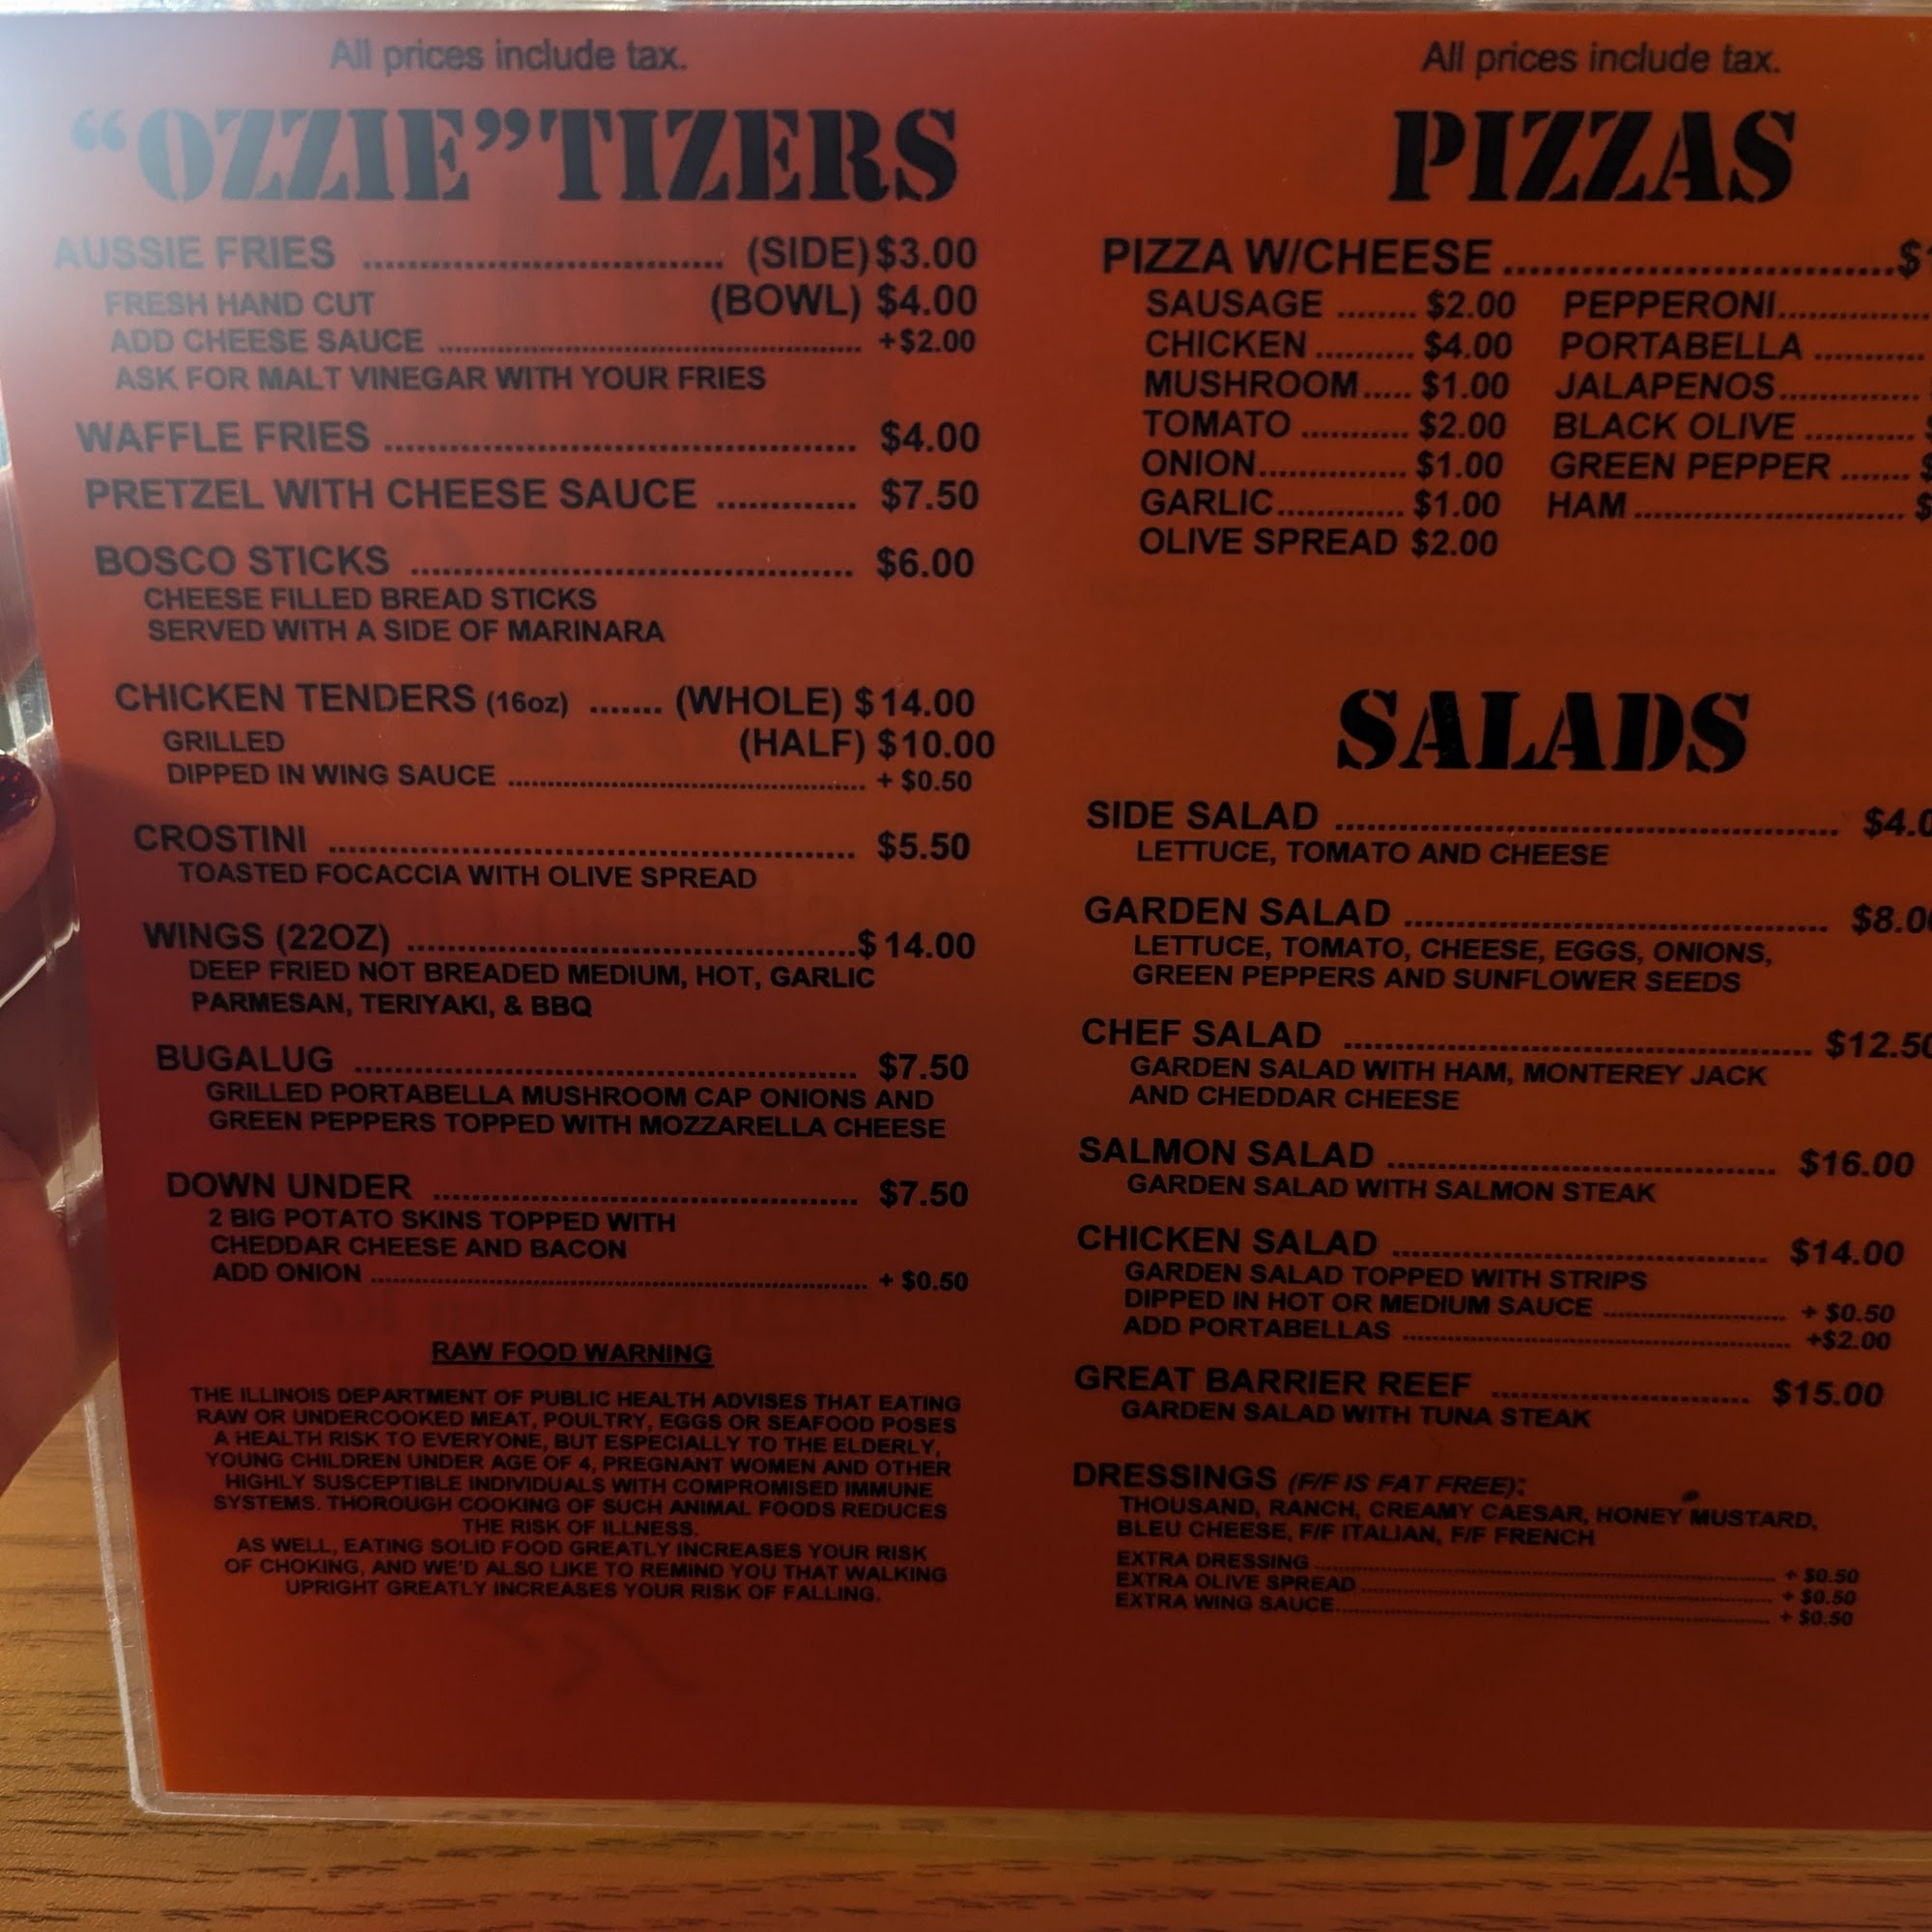 All prices include tax.
“OZZIE”TIZERS
AUSSIE FRIES .................................... (SIDE) $3.00
FRESH HAND CUT (BOWL) $4.00
ADD CHEESE SAUCE .................................... +$2.00
ASK FOR MALT VINEGAR WITH YOUR FRIES
WAFFLE FRIES .................................... $4.00
PRETZEL WITH CHEESE SAUCE ............. $7.50
BOSCO STICKS .................................... $6.00
CHEESE FILLED BREAD STICKS
SERVED WITH A SIDE OF MARINARA
CHICKEN TENDERS (16oz) ....... (WHOLE) $14.00
GRILLED (HALF) $10.00
DIPPED IN WING SAUCE .................................... + $0.50
CROSTINI .................................... $5.50
TOASTED FOCACCIA WITH OLIVE SPREAD
WINGS (22OZ) ....................................$ 14.00
DEEP FRIED NOT BREADED MEDIUM, HOT, GARLIC
PARMESAN, TERIYAKI, & BBQ
BUGALUG .................................... $7.50
GRILLED PORTABELLA MUSHROOM CAP ONIONS AND
GREEN PEPPERS TOPPED WITH MOZZARELLA CHEESE
DOWN UNDER .................................... $7.50
2 BIG POTATO SKINS TOPPED WITH
CHEDDAR CHEESE AND BACON
ADD ONION .................................... + $0.50
RAW FOOD WARNING
THE ILLINOIS DEPARTMENT OF PUBLIC HEALTH ADVISES THAT EATING
RAW OR UNDERCOOKED MEAT, POULTRY, EGGS OR SEAFOOD POSES
A HEALTH RISK TO EVERYONE, BUT ESPECIALLY TO THE ELDERLY,
YOUNG CHILDREN UNDER AGE OF 4, PREGNANT WOMEN AND OTHER
HIGHLY SUSCEPTIBLE INDIVIDUALS WITH COMPROMISED IMMUNE
SYSTEMS. THOROUGH COOKING OF SUCH ANIMAL FOODS REDUCES
THE RISK OF ILLNESS.
AS WELL, EATING SOLID FOOD GREATLY INCREASES YOUR RISK
OF CHOKING, AND WE'D ALSO LIKE TO REMIND YOU THAT WALKING
UPRIGHT GREATLY INCREASES YOUR RISK OF FALLING.
All prices include tax.
PIZZAS
PIZZA W/CHEESE ....................................
SAUSAGE ........ $2.00 PEPPERONI..............
CHICKEN .......... $4.00 PORTABELLA ...........
MUSHROOM..... $1.00 JALAPENOS..............
TOMATO ........... $2.00 BLACK OLIVE ...........
ONION............... $1.00 GREEN PEPPER .......
GARLIC............. $1.00 HAM ............................
OLIVE SPREAD $2.00
SALADS
SIDE SALAD .................................... $4.0
LETTUCE, TOMATO AND CHEESE
GARDEN SALAD .................................... $8.00
LETTUCE, TOMATO, CHEESE, EGGS, ONIONS,
GREEN PEPPERS AND SUNFLOWER SEEDS
CHEF SALAD .................................... $12.50
GARDEN SALAD WITH HAM, MONTEREY JACK
AND CHEDDAR CHEESE
SALMON SALAD .................................... $16.00
GARDEN SALAD WITH SALMON STEAK
CHICKEN SALAD .................................... $14.00
GARDEN SALAD TOPPED WITH STRIPS
DIPPED IN HOT OR MEDIUM SAUCE .................... + $0.50
ADD PORTABELLAS .................................... +$2.00
GREAT BARRIER REEF ......................... $15.00
GARDEN SALAD WITH TUNA STEAK
DRESSINGS (F/F IS FAT FREE):
THOUSAND, RANCH, CREAMY CAESAR, HONEY MUSTARD,
BLEU CHEESE, F/F ITALIAN, F/F FRENCH
EXTRA DRESSING .................................... + $0.50
EXTRA OLIVE SPREAD .................................... + $0.50
EXTRA WING SAUCE.................................... + $0.50